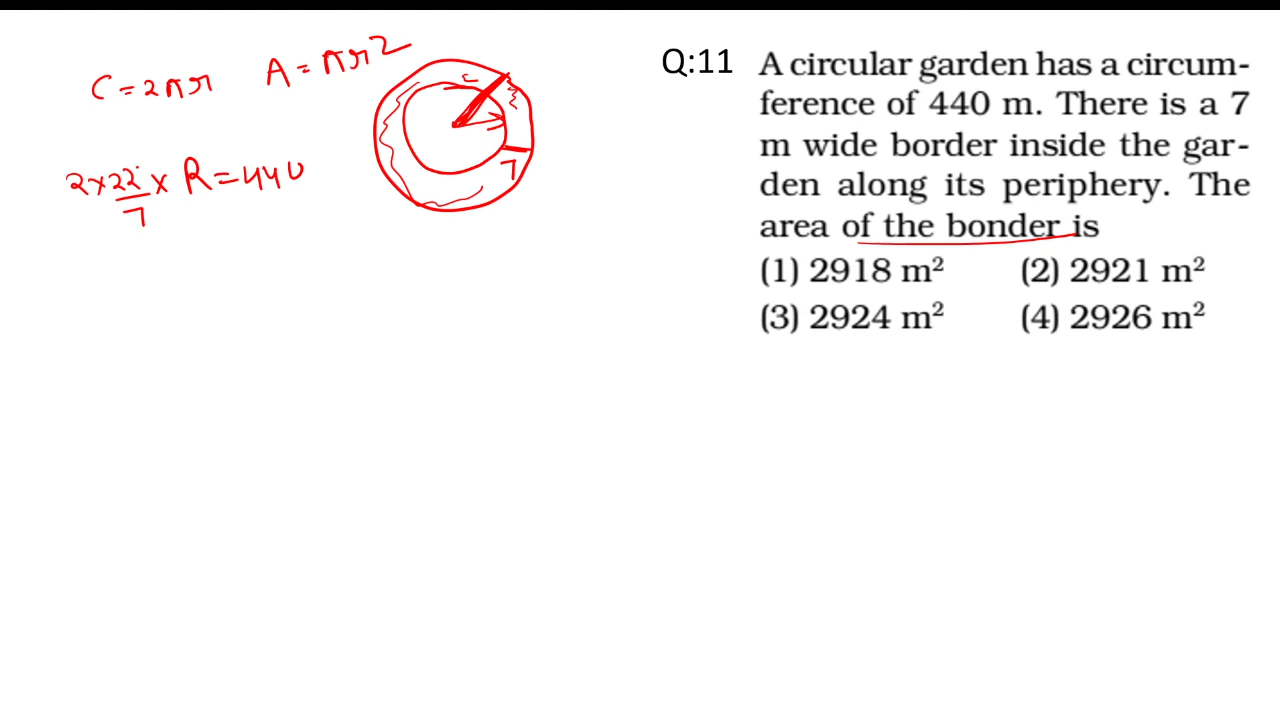 C = 2πr
A = πr2
2×22/7 × R = 440
7
Q:11 A circular garden has a circum-
ference of 440 m. There is a 7
m wide border inside the gar-
den along its periphery. The
area of the bonder is
(1) 2918 m² (2) 2921 m²
(3) 2924 m² (4) 2926 m²